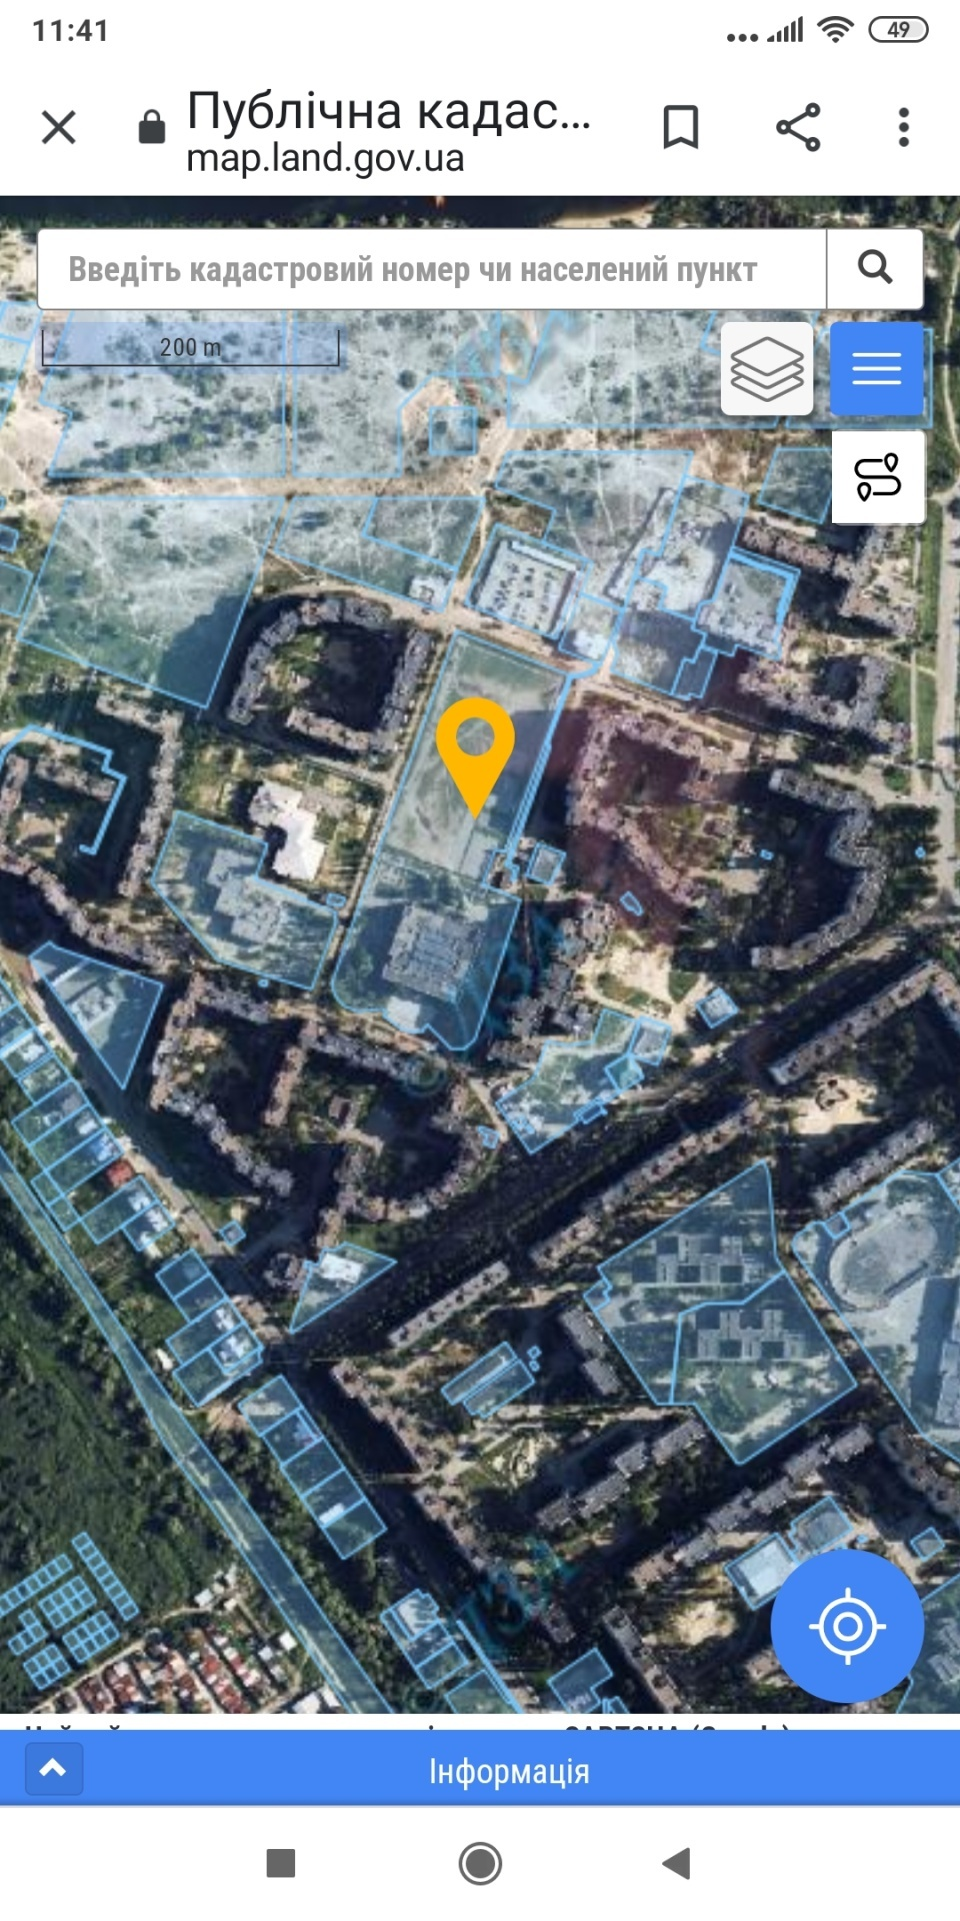 11:41
49
Публічна кадас...
map.land.gov.ua
Введіть кадастровий номер чи населений пункт
200 m
Інформація